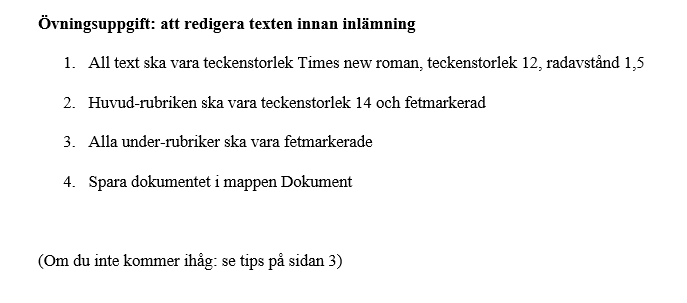 Övningsuppgift: att redigera texten innan inlämning
1. All text ska vara teckenstorlek Times new roman, teckenstorlek 12, radavstånd 1,5
2. Huvud-rubriken ska vara teckenstorlek 14 och fetmarkerad
3. Alla under-rubriker ska vara fetmarkerade
4. Spara dokumentet i mappen Dokument
(Om du inte kommer ihåg: se tips på sidan 3)